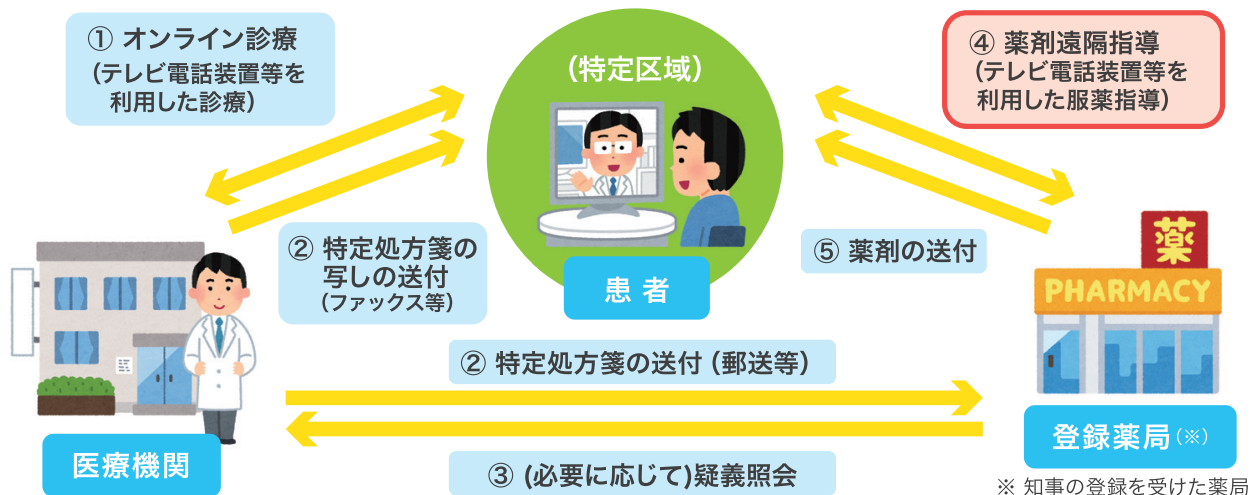 ① オンライン診療
(テレビ電話装置等を
利用した診療)
(特定区域)
④ 薬剤遠隔指導
(テレビ電話装置等を
利用した服薬指導)
② 特定処方箋の
写しの送付
(ファックス等)
⑤ 薬剤の送付
患者
薬
PHARMACY
② 特定処方箋の送付 (郵送等)
③ (必要に応じて)疑義照会
医療機関
登録薬局(※)
※ 知事の登録を受けた薬局